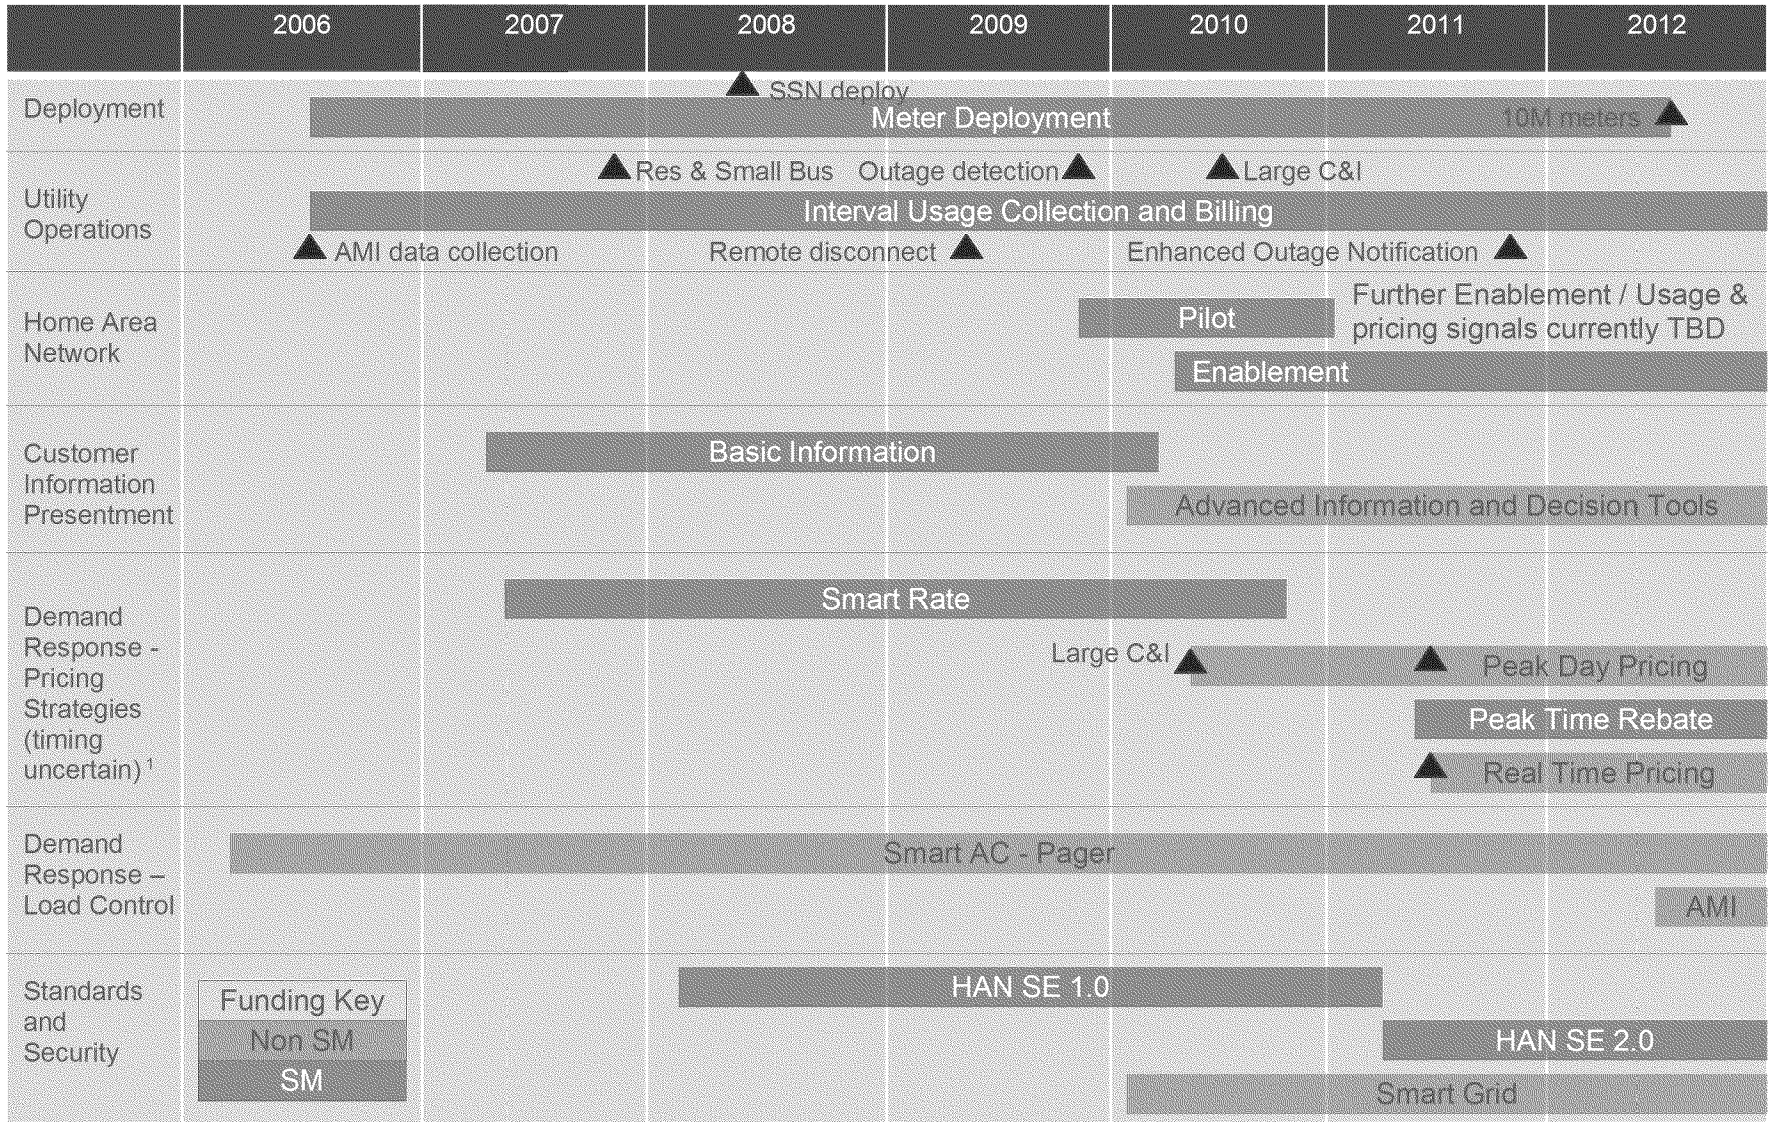 2006 2007 2008 2009 2010 2011 2012
Deployment
SSN deploy
Meter Deployment
10M meters
Utility
Operations
Res & Small Bus
Outage detection
Large C&I
Interval Usage Collection and Billing
AMI data collection
Remote disconnect
Enhanced Outage Notification
Home Area
Network
Pilot
Further Enablement / Usage &
pricing signals currently TBD
Enablement
Customer
Information
Presentment
Basic Information
Advanced Information and Decision Tools
Demand
Response -
Pricing
Strategies
(timing
uncertain) 1
Smart Rate
Large C&I
Peak Day Pricing
Peak Time Rebate
Real Time Pricing
Demand
Response –
Load Control
Smart AC - Pager
AMI
Standards
and
Security
Funding Key
Non SM
SM
HAN SE 1.0
HAN SE 2.0
Smart Grid